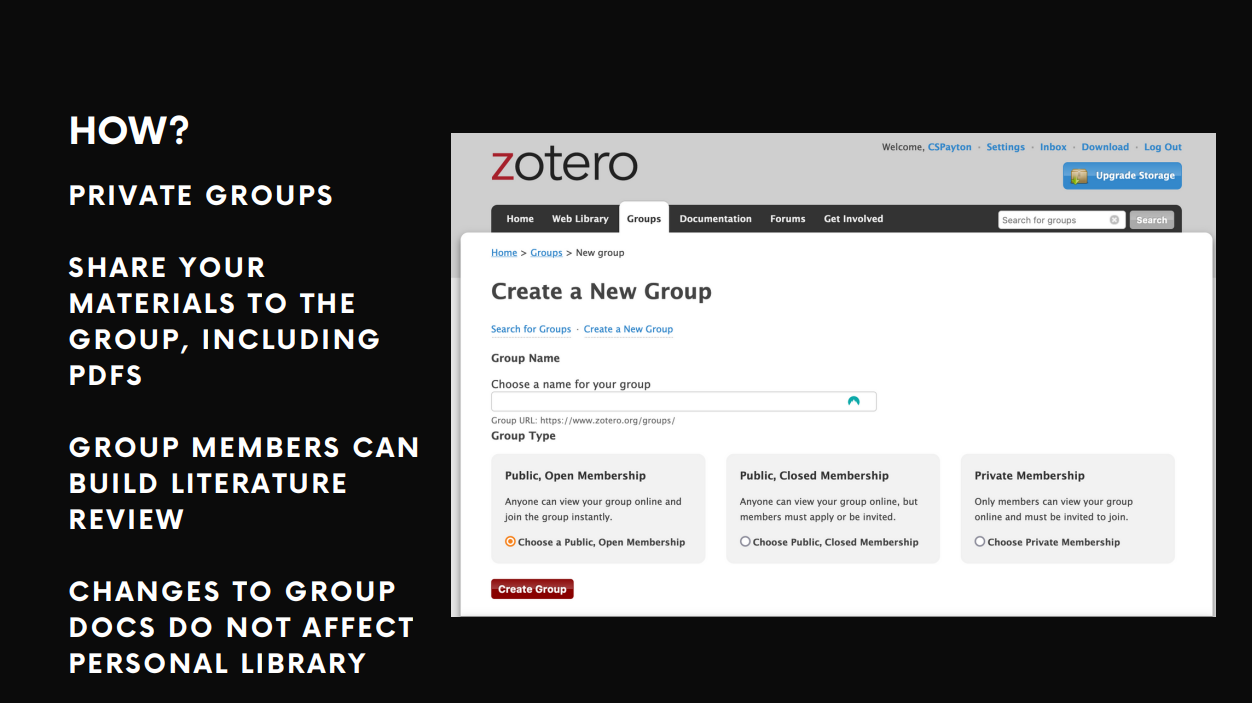 HOW?
PRIVATE GROUPS
SHARE YOUR
MATERIALS TO THE
GROUP, INCLUDING
PDFS
GROUP MEMBERS CAN
BUILD LITERATURE
REVIEW
CHANGES TO GROUP
DOCS DO NOT AFFECT
PERSONAL LIBRARY
zotero
Welcome, CSPayton · Settings · Inbox · Download · Log Out
Upgrade Storage
Home Web Library Groups Documentation Forums Get Involved
Search for groups Search
Home > Groups > New group
Create a New Group
Search for Groups · Create a New Group
Group Name
Choose a name for your group
Group URL: https://www.zotero.org/groups/
Group Type
Public, Open Membership
Anyone can view your group online and
join the group instantly.
Choose a Public, Open Membership
Public, Closed Membership
Anyone can view your group online, but
members must apply or be invited.
Choose Public, Closed Membership
Private Membership
Only members can view your group
online and must be invited to join.
Choose Private Membership
Create Group